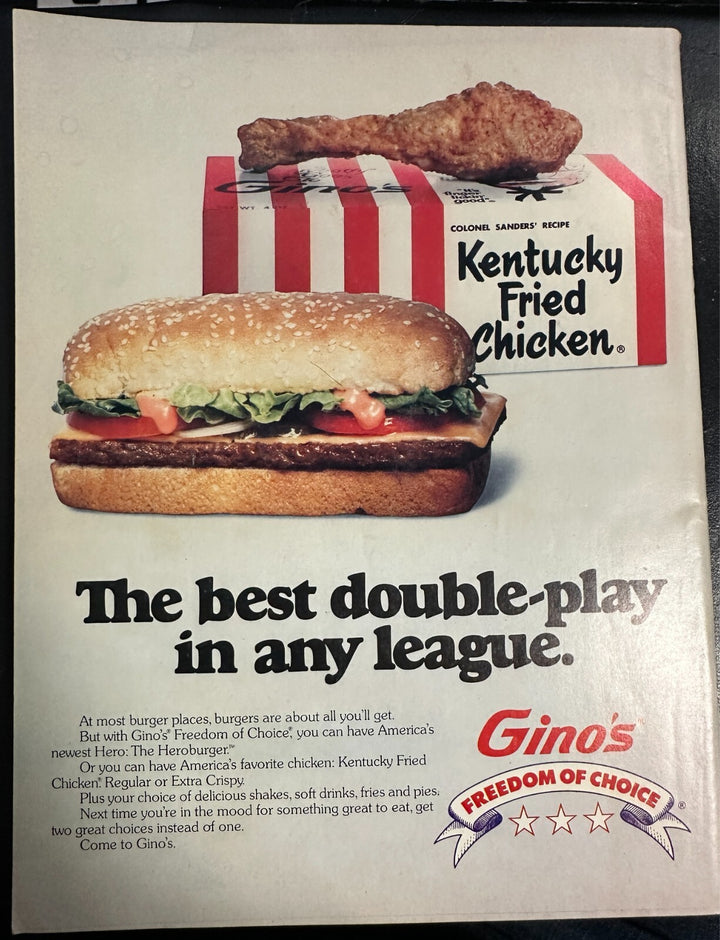 Gino's
"It's
finger
lickin'
good"®
COLONEL SANDERS' RECIPE
Kentucky
Fried
Chicken®
The best double-play
in any league.
At most burger places, burgers are about all you'll get.
But with Gino's® Freedom of Choice®, you can have America's
newest Hero: The Heroburger.™
Or you can have America's favorite chicken: Kentucky Fried
Chicken® Regular or Extra Crispy.
Plus your choice of delicious shakes, soft drinks, fries and pies.
Next time you're in the mood for something great to eat, get
two great choices instead of one.
Come to Gino's.
Gino's
FREEDOM OF CHOICE®